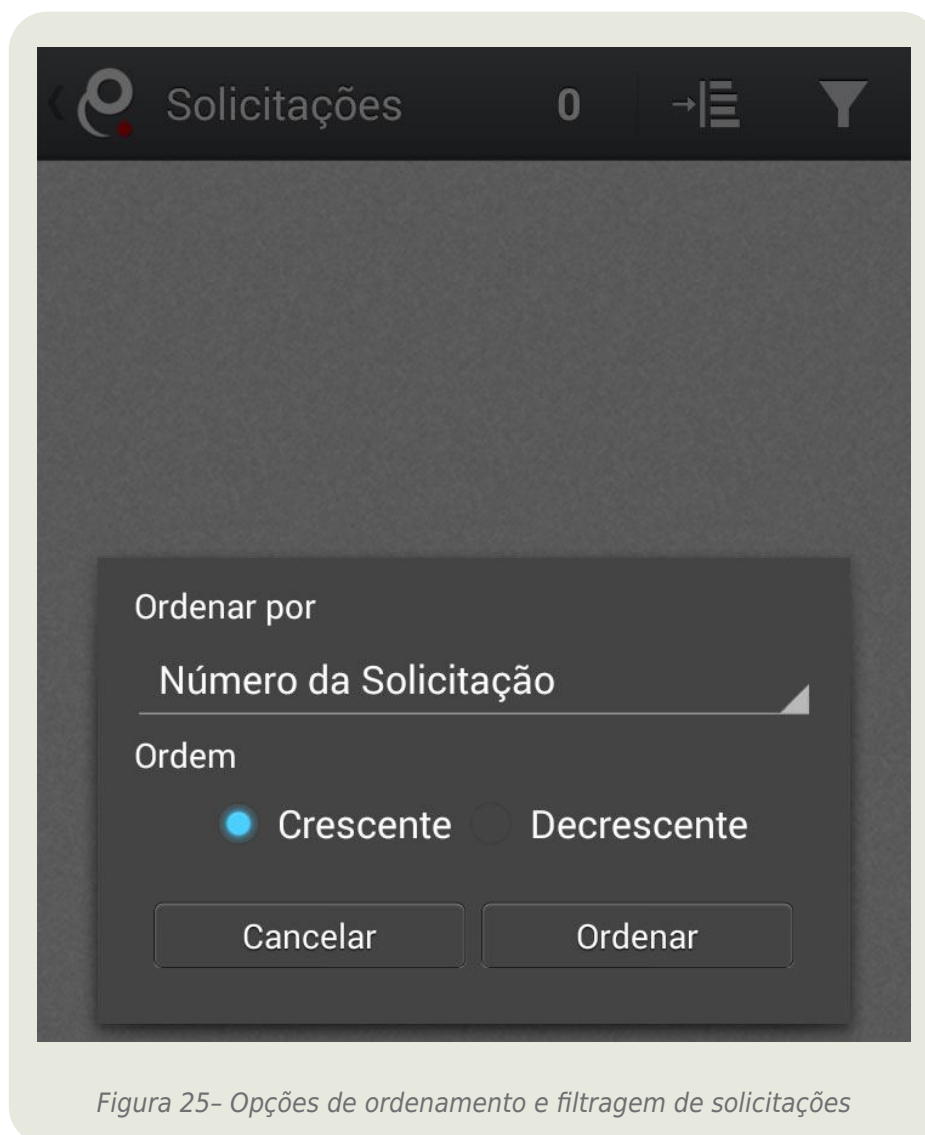 Solicitações 0
Ordenar por
Número da Solicitação
Ordem
Crescente Decrescente
Cancelar Ordenar
Figura 25– Opções de ordenamento e filtragem de solicitações